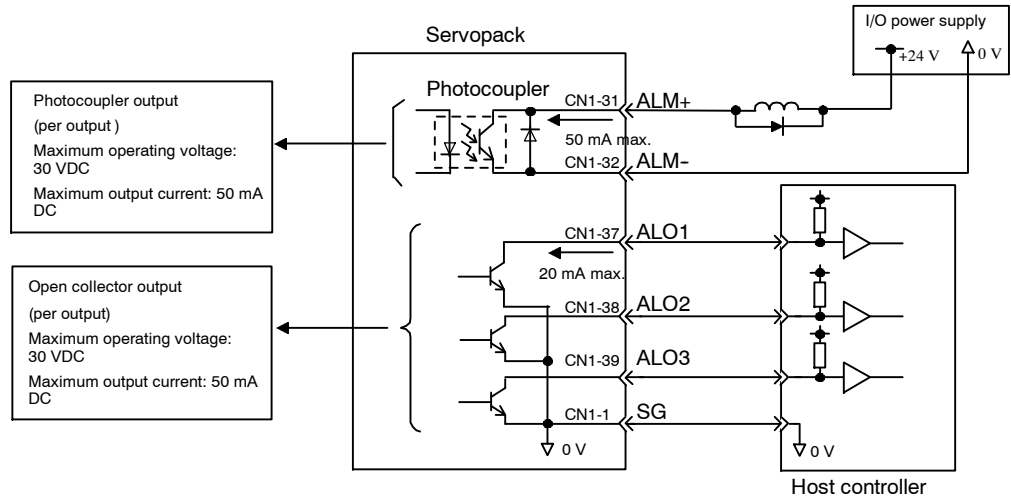 I/O power supply
+24 V
0 V
Servopack
Photocoupler output
(per output )
Maximum operating voltage:
30 VDC
Maximum output current: 50 mA
DC
Photocoupler
CN1-31
ALM+
50 mA max.
CN1-32
ALM−
CN1-37
ALO1
20 mA max.
Open collector output
(per output)
Maximum operating voltage:
30 VDC
Maximum output current: 50 mA
DC
CN1-38
ALO2
CN1-39
ALO3
CN1-1
SG
0 V
0 V
Host controller